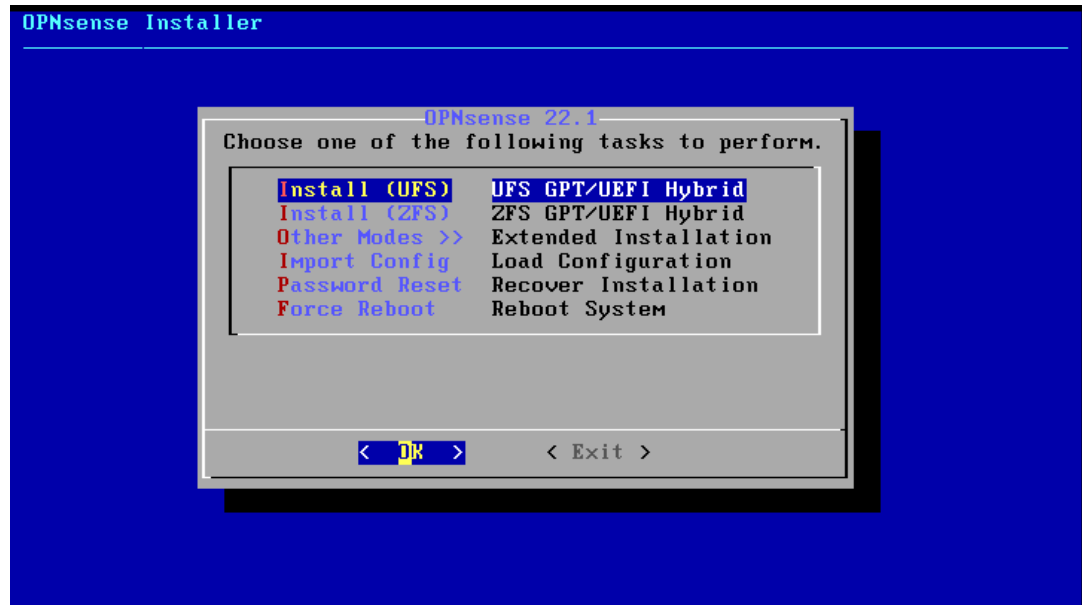 OPNsense Installer
OPNsense 22.1
Choose one of the following tasks to perform.
Install (UFS) UFS GPT/UEFI Hybrid
Install (ZFS) ZFS GPT/UEFI Hybrid
Other Modes >> Extended Installation
Import Config Load Configuration
Password Reset Recover Installation
Force Reboot Reboot System
< OK > < Exit >